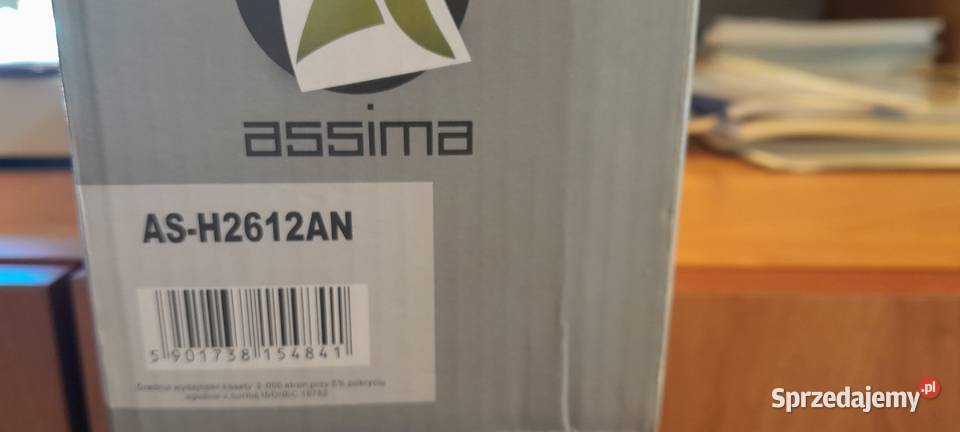 assima
AS-H2612AN
5 901738 154841
Średnia wydajność kasety 2 000 stron przy 5% pokryciu
zgodnie z normą ISO/IEC 19752
Sprzedajemy.pl